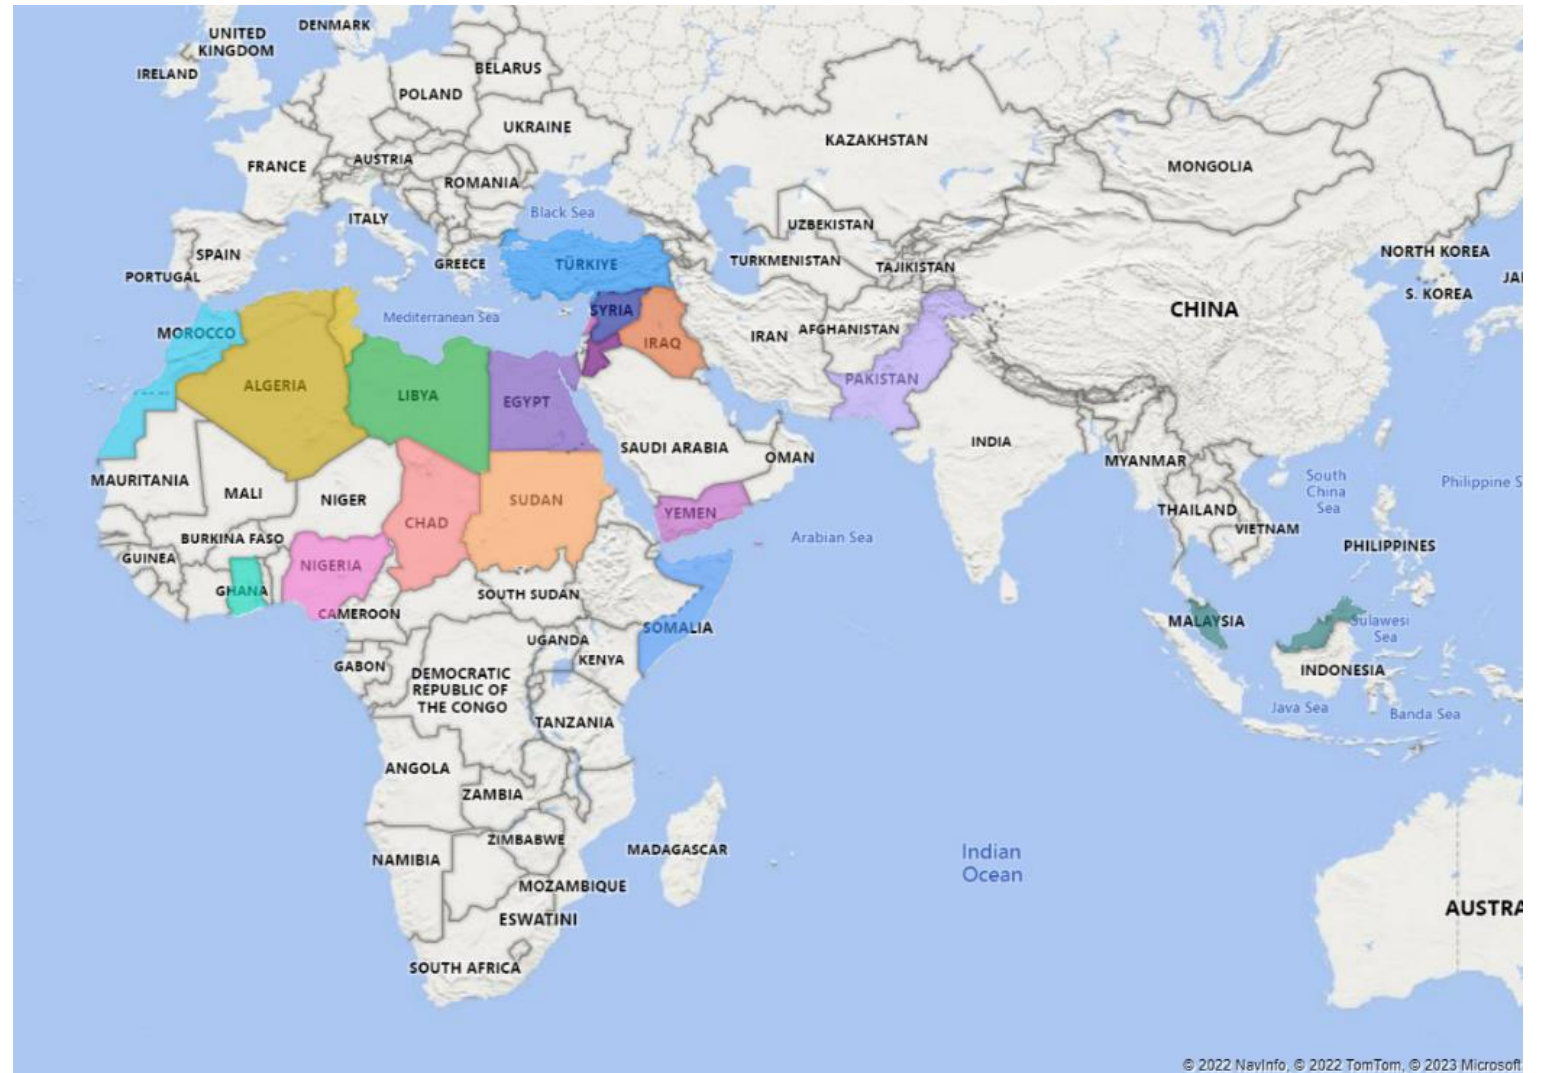 DENMARK
UNITED
KINGDOM
IRELAND
BELARUS
POLAND
UKRAINE
KAZAKHSTAN
FRANCE
AUSTRIA
MONGOLIA
ROMANIA
Black Sea
ITALY
UZBEKISTAN
SPAIN
NORTH KOREA
GREECE
TÜRKIYE
TURKMENISTAN
TAJIKISTAN
PORTUGAL
JA
S. KOREA
CHINA
SYRIA
Mediterranean Sea
MOROCCO
IRAN
AFGHANISTAN
IRAQ
PAKISTAN
ALGERIA
LIBYA
EGYPT
INDIA
SAUDI ARABIA
OMAN
MYANMAR
MAURITANIA
South
China
Sea
Philippine S
MALI
NIGER
SUDAN
YEMEN
THAILAND
CHAD
VIETNAM
BURKINA FASO
Arabian Sea
PHILIPPINES
GUINEA
NIGERIA
GHANA
SOUTH SUDAN
CAMEROON
MALAYSIA
Sulawesi
Sea
SOMALIA
UGANDA
KENYA
GABON
DEMOCRATIC
REPUBLIC OF
THE CONGO
INDONESIA
Java Sea
Banda Sea
TANZANIA
ANGOLA
ZAMBIA
ZIMBABWE
MADAGASCAR
Indian
Ocean
NAMIBIA
MOZAMBIQUE
AUSTRA
ESWATINI
SOUTH AFRICA
© 2022 NavInfo, © 2022 TomTom, © 2023 Microsoft